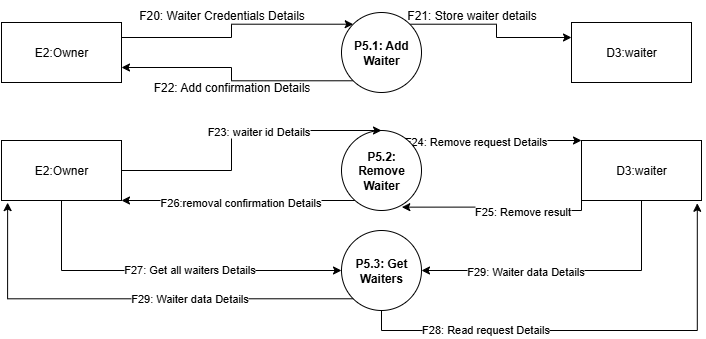 F20: Waiter Credentials Details
F21: Store waiter details
E2:Owner
P5.1: Add
Waiter
D3:waiter
F22: Add confirmation Details
F23: waiter id Details
F24: Remove request Details
E2:Owner
P5.2:
Remove
Waiter
D3:waiter
F26:removal confirmation Details
F25: Remove result
P5.3: Get
Waiters
F27: Get all waiters Details
F29: Waiter data Details
F29: Waiter data Details
F28: Read request Details